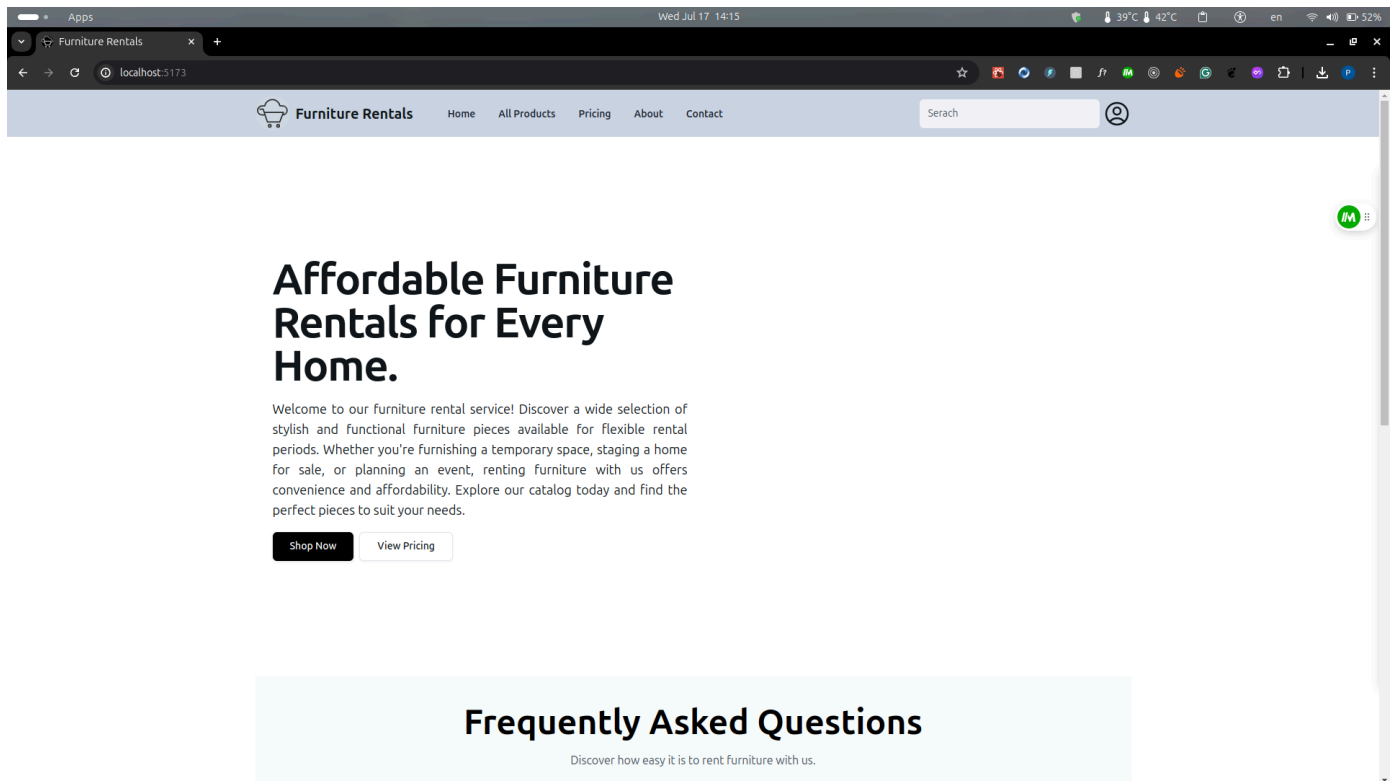 Apps
Wed Jul 17 14:15
39°C 42°C
en
52%
Furniture Rentals
localhost:5173
Furniture Rentals
Home
All Products
Pricing
About
Contact
Serach
Affordable Furniture
Rentals for Every
Home.
Welcome to our furniture rental service! Discover a wide selection of
stylish and functional furniture pieces available for flexible rental
periods. Whether you're furnishing a temporary space, staging a home
for sale, or planning an event, renting furniture with us offers
convenience and affordability. Explore our catalog today and find the
perfect pieces to suit your needs.
Shop Now
View Pricing
Frequently Asked Questions
Discover how easy it is to rent furniture with us.